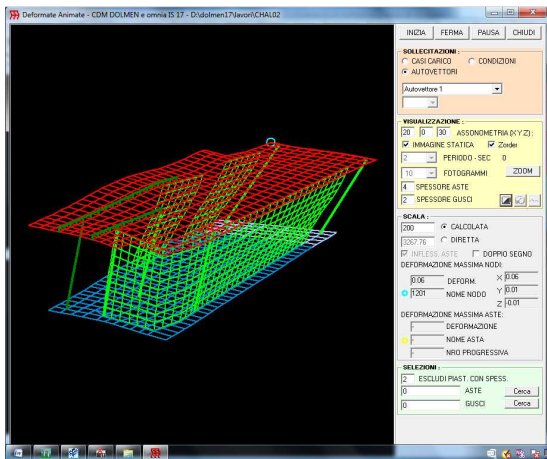 Deformate Animate - CDM DOLMEN e omnia IS 17 - D:\dolmen17\lavori\CHAL02
INIZIA FERMA PAUSA CHIUDI
SOLLECITAZIONI :
CASI CARICO CONDIZIONI
AUTOVETTORI
Autovettore 1
VISUALIZZAZIONE :
20 0 30 ASSONOMETRIA (X Y Z) :
IMMAGINE STATICA Zorder
2 PERIODO - SEC 0
10 FOTOGRAMMI ZOOM
4 SPESSORE ASTE
2 SPESSORE GUSCI
SCALA :
200 CALCOLATA
3267.76 DIRETTA
INFLESS. ASTE DOPPIO SEGNO
DEFORMAZIONE MASSIMA NODI:
0.06 DEFORM. X 0.06
1201 NOME NODO Y 0.01
Z -0.01
DEFORMAZIONE MASSIMA ASTE:
- DEFORMAZIONE
- NOME ASTA
- NRO PROGRESSIVA
SELEZIONI :
2 ESCLUDI PIAST. CON SPESS.
0 ASTE Cerca
0 GUSCI Cerca